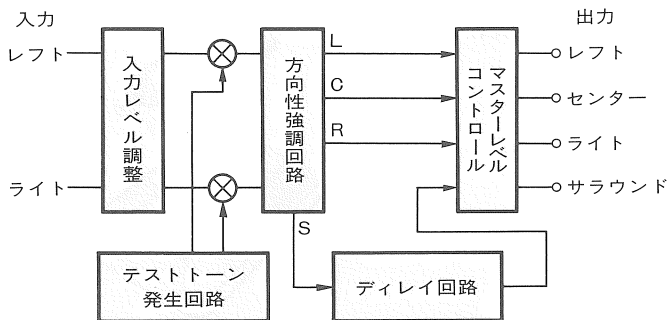 入力
レフト
ライト
入力レベル調整
テストトーン
発生回路
方向性強調回路
L
C
R
S
ディレイ回路
マスターレベル
コントロール
出力
レフト
センター
ライト
サラウンド